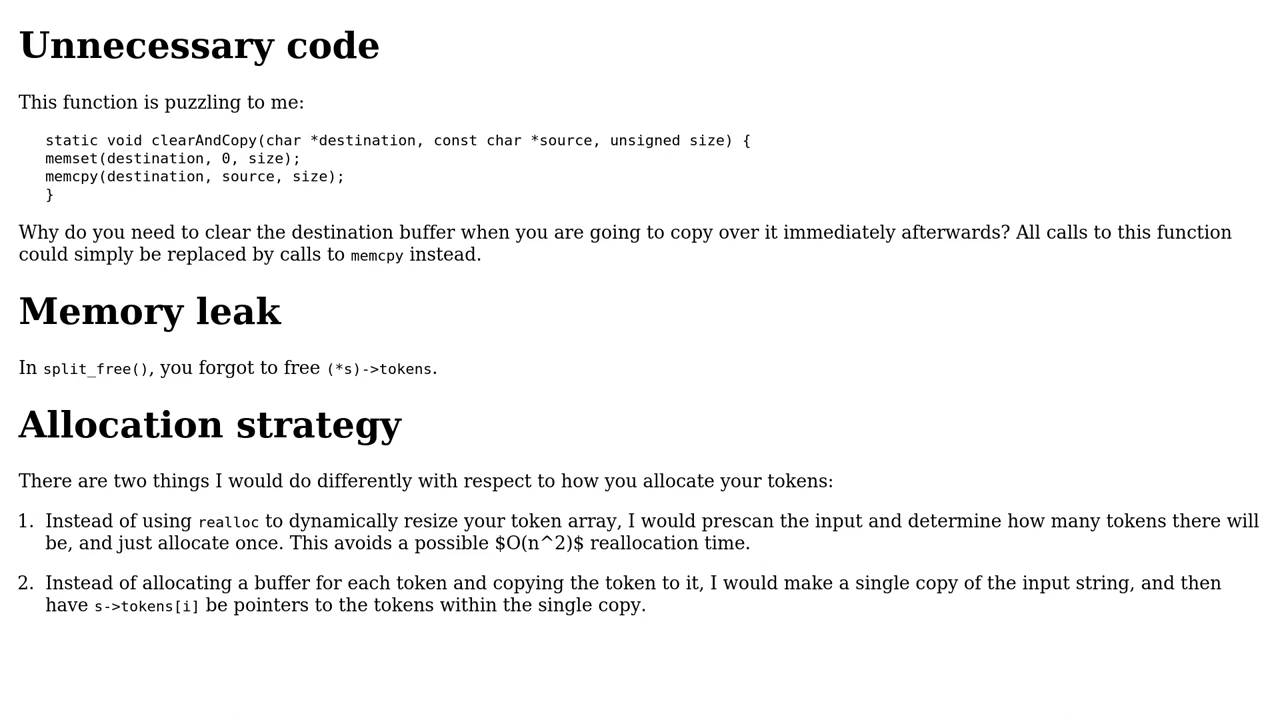 Unnecessary code
This function is puzzling to me:
static void clearAndCopy(char *destination, const char *source, unsigned size) {
memset(destination, 0, size);
memcpy(destination, source, size);
}
Why do you need to clear the destination buffer when you are going to copy over it immediately afterwards? All calls to this function
could simply be replaced by calls to memcpy instead.
Memory leak
In split_free(), you forgot to free (*s)->tokens.
Allocation strategy
There are two things I would do differently with respect to how you allocate your tokens:
1. Instead of using realloc to dynamically resize your token array, I would prescan the input and determine how many tokens there will
be, and just allocate once. This avoids a possible $O(n^2)$ reallocation time.
2. Instead of allocating a buffer for each token and copying the token to it, I would make a single copy of the input string, and then
have s->tokens[i] be pointers to the tokens within the single copy.